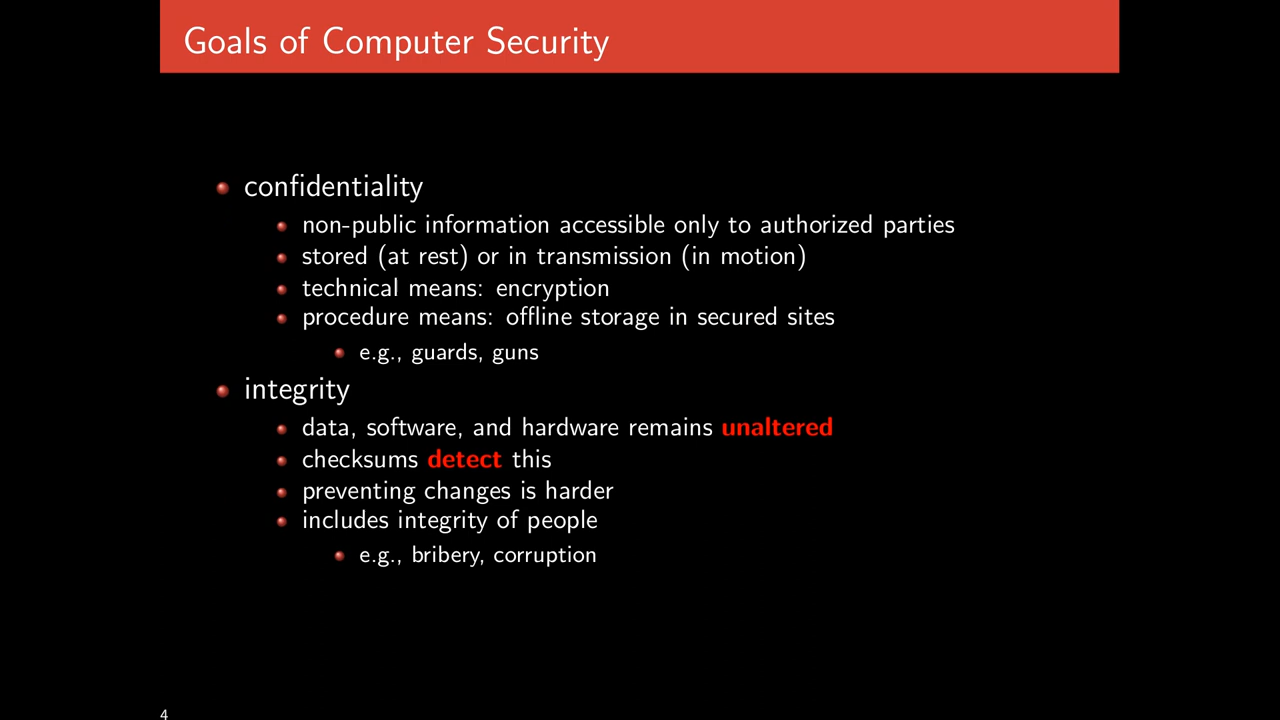 Goals of Computer Security
confidentiality
non-public information accessible only to authorized parties
stored (at rest) or in transmission (in motion)
technical means: encryption
procedure means: offline storage in secured sites
e.g., guards, guns
integrity
data, software, and hardware remains unaltered
checksums detect this
preventing changes is harder
includes integrity of people
e.g., bribery, corruption
4